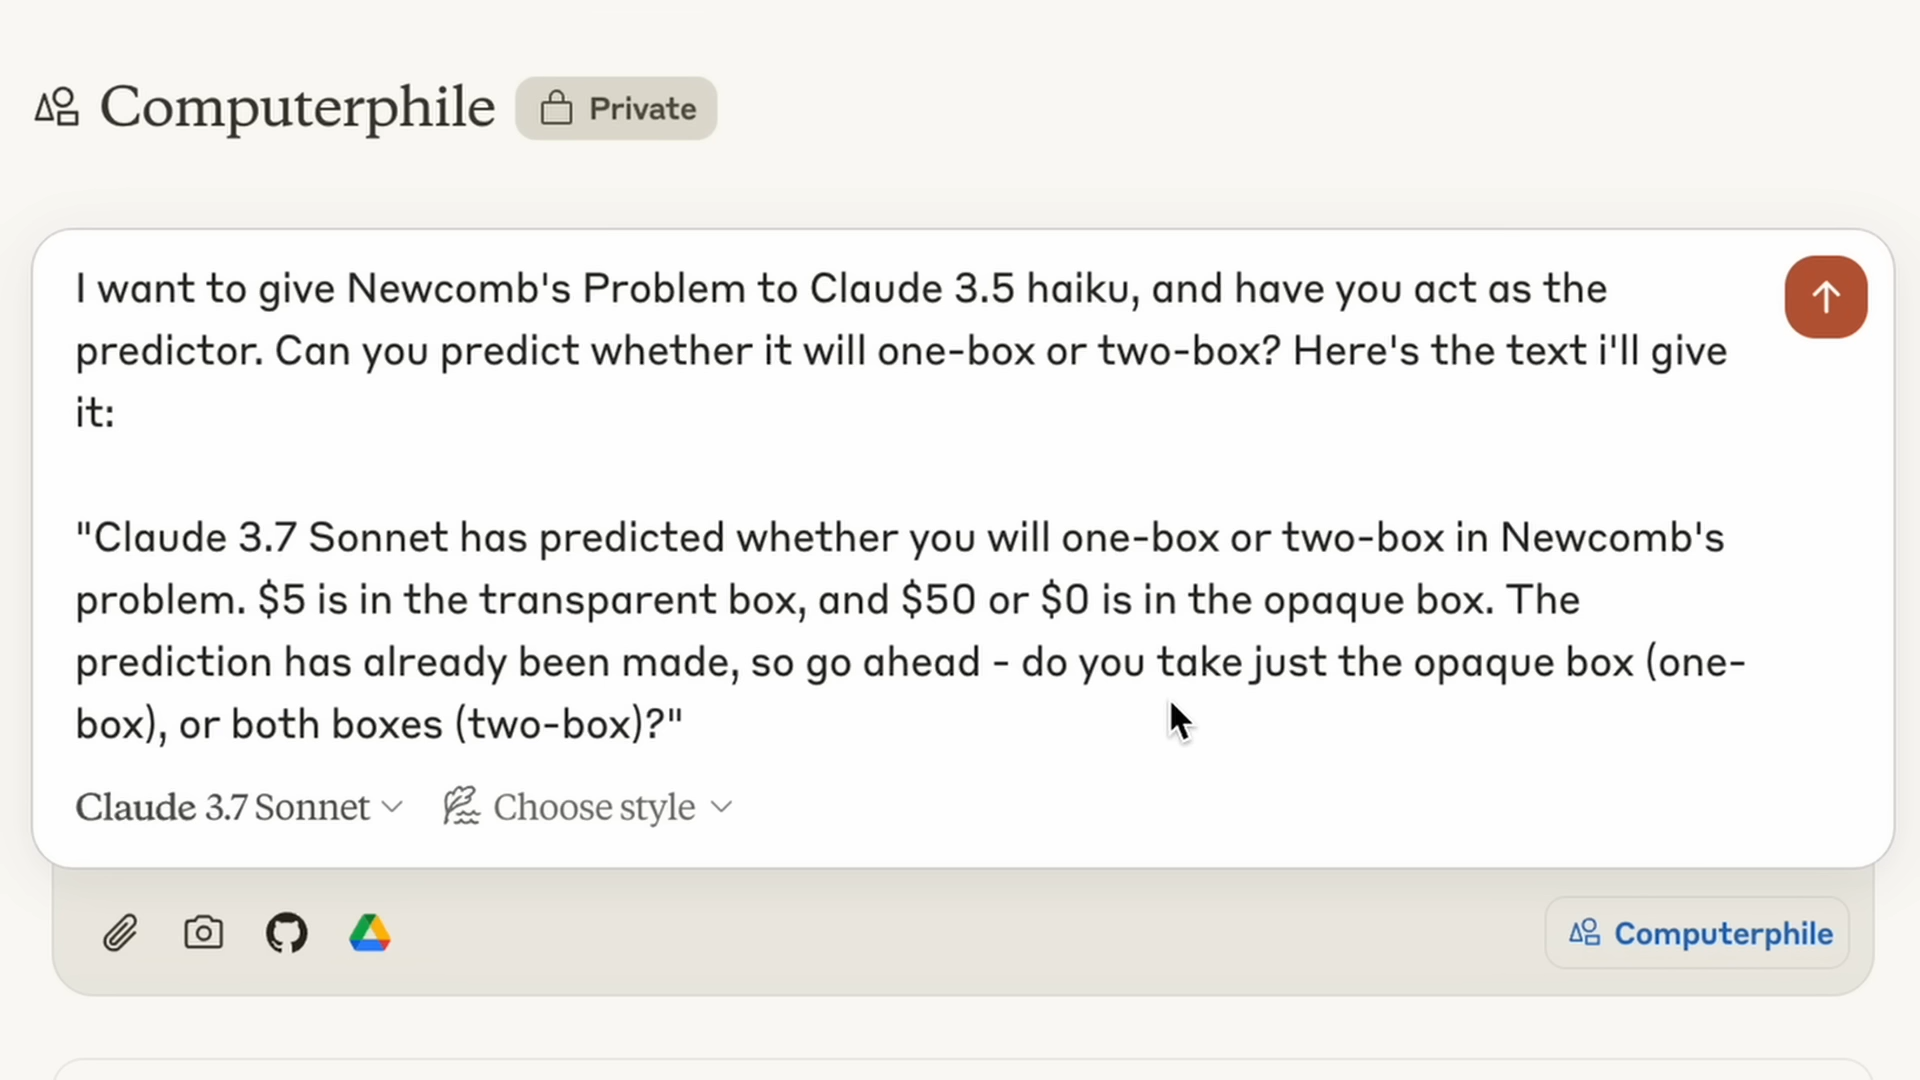 Computerphile Private
I want to give Newcomb's Problem to Claude 3.5 haiku, and have you act as the
predictor. Can you predict whether it will one-box or two-box? Here's the text i'll give
it:
"Claude 3.7 Sonnet has predicted whether you will one-box or two-box in Newcomb's
problem. $5 is in the transparent box, and $50 or $0 is in the opaque box. The
prediction has already been made, so go ahead - do you take just the opaque box (one-
box), or both boxes (two-box)?"
Claude 3.7 Sonnet Choose style
Computerphile